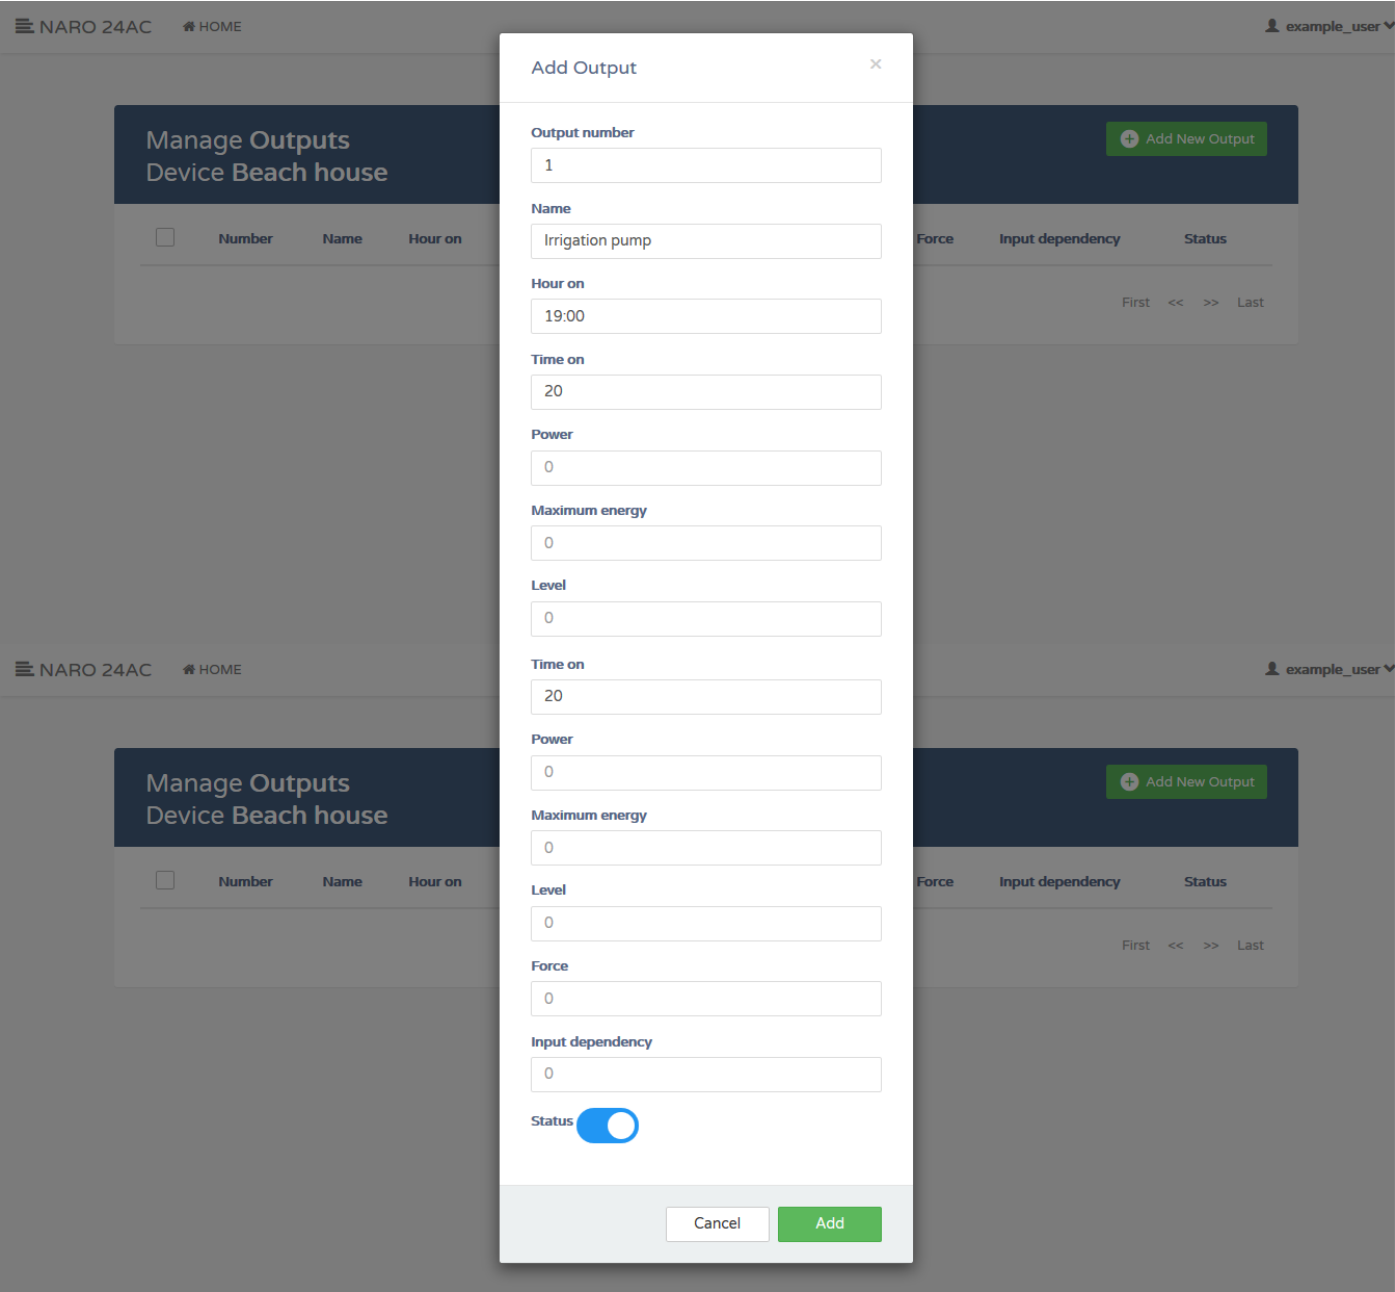 NARO 24AC HOME example_user
Add Output ×
Manage Outputs
Device Beach house
Add New Output
Number Name Hour on Force Input dependency Status
First << >> Last
Output number
1
Name
Irrigation pump
Hour on
19:00
Time on
20
Power
0
Maximum energy
0
Level
0
NARO 24AC HOME example_user
Time on
20
Power
0
Manage Outputs
Device Beach house
Add New Output
Maximum energy
0
Number Name Hour on Force Input dependency Status
Level
0
First << >> Last
Force
0
Input dependency
0
Status
Cancel Add